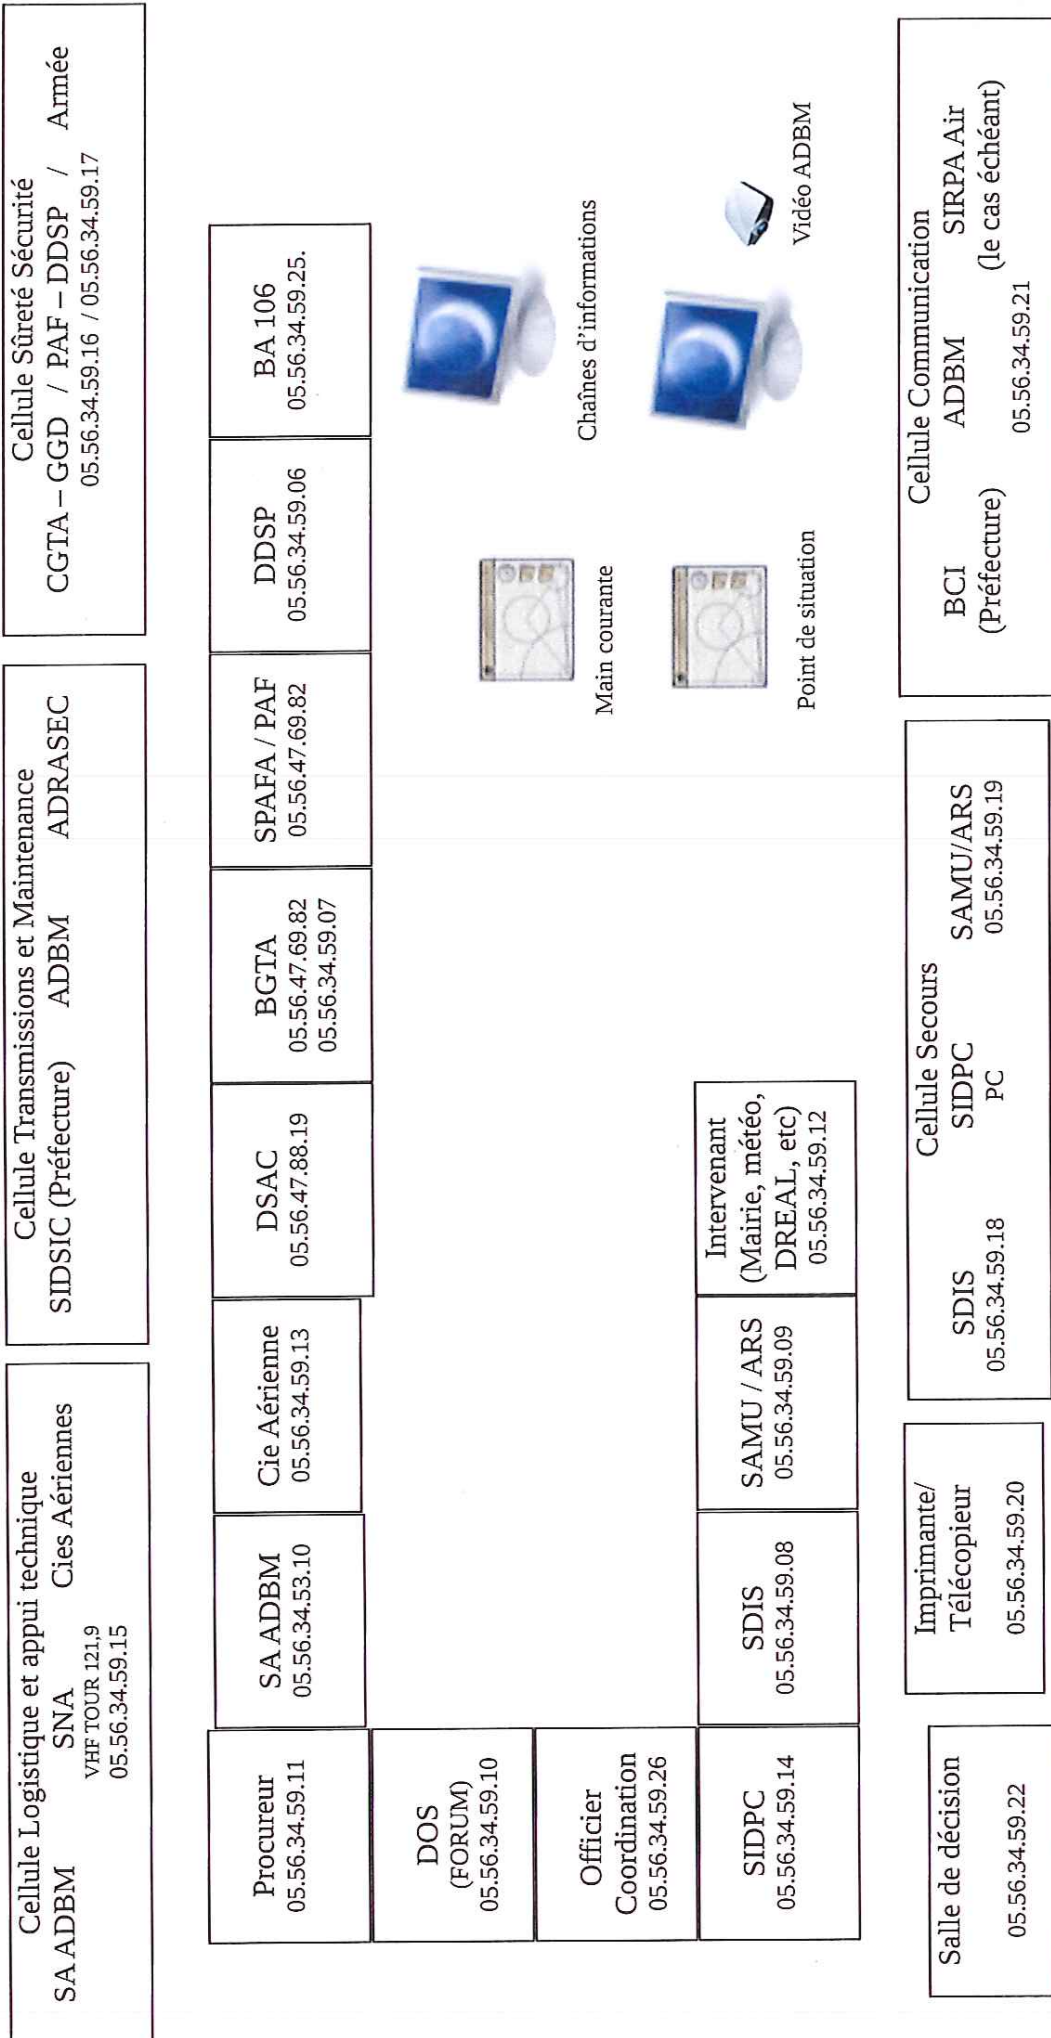 Cellule Logistique et appui technique
SA ADBM SNA Cies Aériennes
VHF TOUR 121,9
05.56.34.59.15
Cellule Transmissions et Maintenance
SIDSIC (Préfecture) ADBM ADRASEC
Cellule Sûreté Sécurité
CGTA – GGD / PAF – DDSP / Armée
05.56.34.59.16 / 05.56.34.59.17
Procureur
05.56.34.59.11
SA ADBM
05.56.34.53.10
Cie Aérienne
05.56.34.59.13
DSAC
05.56.47.88.19
BGTA
05.56.47.69.82
05.56.34.59.07
SPAFA / PAF
05.56.47.69.82
DDSP
05.56.34.59.06
BA 106
05.56.34.59.25.
DOS
(FORUM)
05.56.34.59.10
Officier
Coordination
05.56.34.59.26
SIDPC
05.56.34.59.14
SDIS
05.56.34.59.08
SAMU / ARS
05.56.34.59.09
Intervenant
(Mairie, météo,
DREAL, etc)
05.56.34.59.12
Main courante
Chaînes d'informations
Point de situation
Vidéo ADBM
Salle de décision
05.56.34.59.22
Imprimante/
Télécopieur
05.56.34.59.20
Cellule Secours
SDIS SIDPC SAMU/ARS
05.56.34.59.18 PC 05.56.34.59.19
Cellule Communication
BCI ADBM SIRPA Air
(Préfecture) (le cas échéant)
05.56.34.59.21